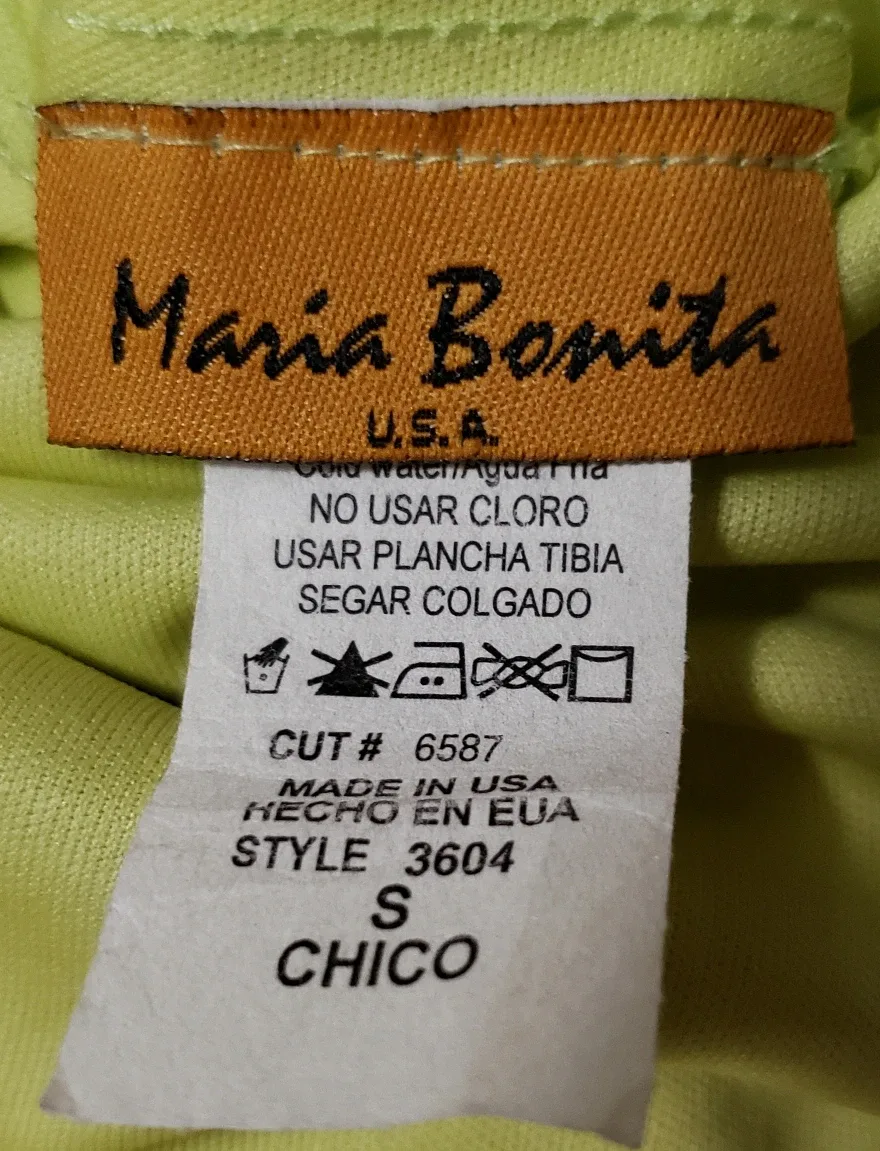 Maria Bonita
U.S.A.
Cold water/Agua Fria
NO USAR CLORO
USAR PLANCHA TIBIA
SEGAR COLGADO
CUT # 6587
MADE IN USA
HECHO EN EUA
STYLE 3604
S
CHICO